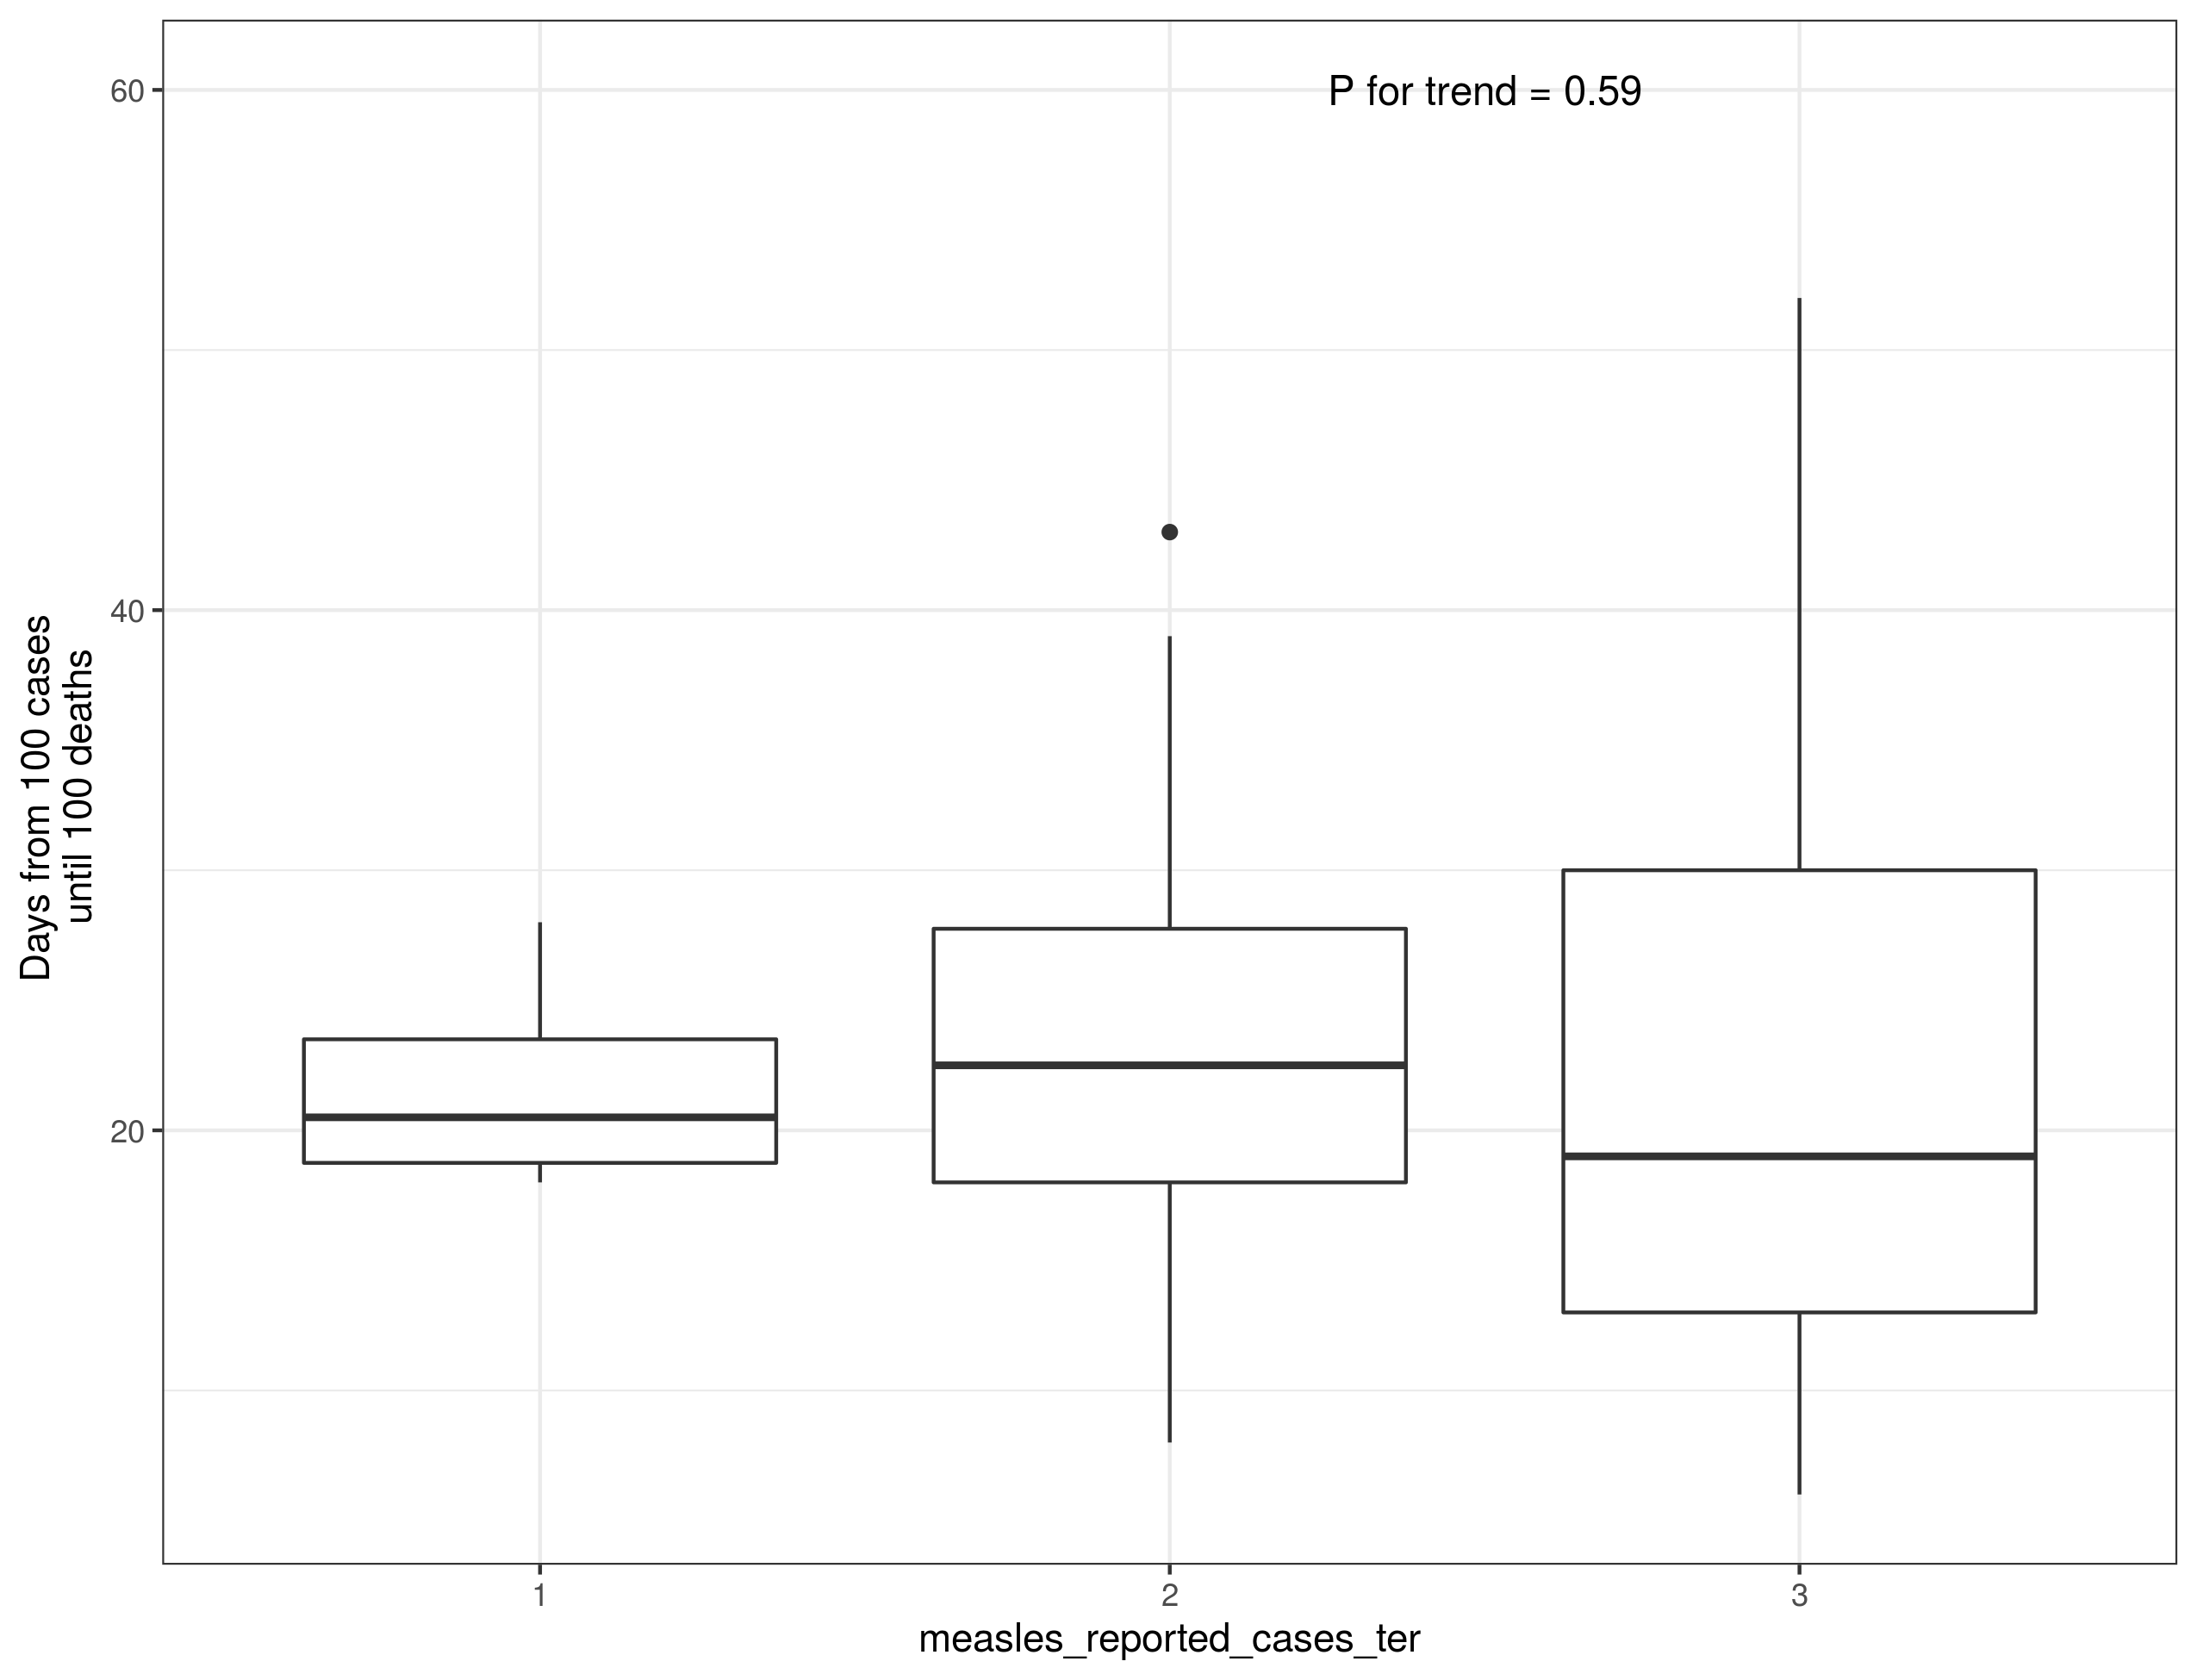 P for trend = 0.59
60
40
20
Days from 100 cases
until 100 deaths
1
2
3
measles_reported_cases_ter